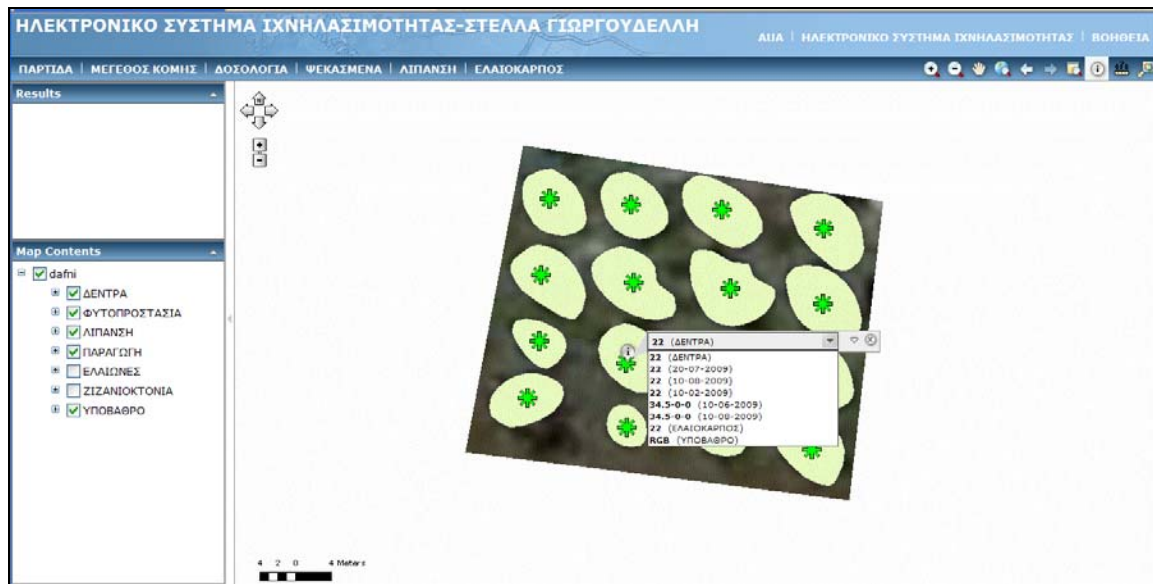 ΗΛΕΚΤΡΟΝΙΚΟ ΣΥΣΤΗΜΑ ΙΧΝΗΛΑΣΙΜΟΤΗΤΑΣ-ΣΤΕΛΛΑ ΓΙΩΡΓΟΥΔΕΛΛΗ
ΑΠΑ | ΗΛΕΚΤΡΟΝΙΚΟ ΣΥΣΤΗΜΑ ΙΧΝΗΛΑΣΙΜΟΤΗΤΑΣ | ΒΟΗΘΕΙΑ
ΠΑΡΤΙΔΑ | ΜΕΓΕΘΟΣ ΚΟΜΗΣ | ΔΟΣΟΛΟΓΙΑ | ΨΕΚΑΣΜΕΝΑ | ΛΙΠΑΝΣΗ | ΕΛΑΙΟΚΑΡΠΟΣ
Results
Map Contents
dafni
ΔΕΝΤΡΑ
ΦΥΤΟΠΡΟΣΤΑΣΙΑ
ΛΙΠΑΝΣΗ
ΠΑΡΑΓΩΓΗ
ΕΛΑΙΩΝΕΣ
ΖΙΖΑΝΙΟΚΤΟΝΙΑ
ΥΠΟΒΑΘΡΟ
22 (ΔΕΝΤΡΑ)
22 (ΔΕΝΤΡΑ)
22 (20-07-2009)
22 (10-08-2009)
22 (10-02-2009)
34.5-0-0 (10-06-2009)
34.5-0-0 (10-08-2009)
22 (ΕΛΑΙΟΚΑΡΠΟΣ)
RGB (ΥΠΟΒΑΘΡΟ)
4 2 0 4 Meters